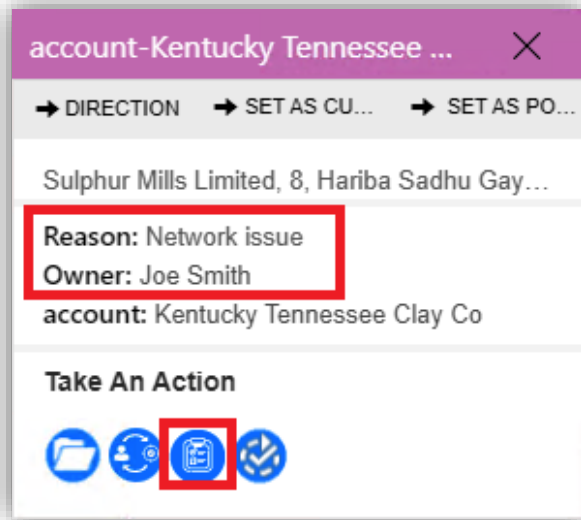 account-Kentucky Tennessee ...
DIRECTION SET AS CU... SET AS PO...
Sulphur Mills Limited, 8, Hariba Sadhu Gay...
Reason: Network issue
Owner: Joe Smith
account: Kentucky Tennessee Clay Co
Take An Action